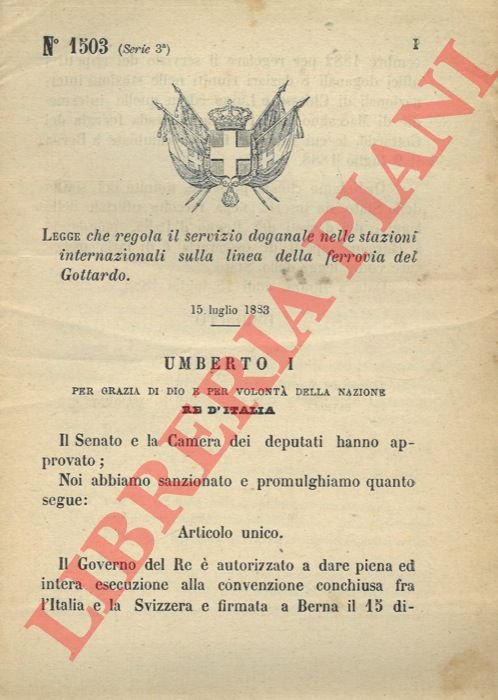 N° 1503 (Serie 3ª) I
LEGGE che regola il servizio doganale nelle stazioni
internazionali sulla linea della ferrovia del
Gottardo.
15 luglio 1883
UMBERTO I
PER GRAZIA DI DIO E PER VOLONTÀ DELLA NAZIONE
RE D'ITALIA
Il Senato e la Camera dei deputati hanno ap-
provato;
Noi abbiamo sanzionato e promulghiamo quanto
segue:
Articolo unico.
Il Governo del Re è autorizzato a dare piena ed
intera esecuzione alla convenzione conchiusa fra
l'Italia e la Svizzera e firmata a Berna il 15 di-
LIBRERIA PIANI